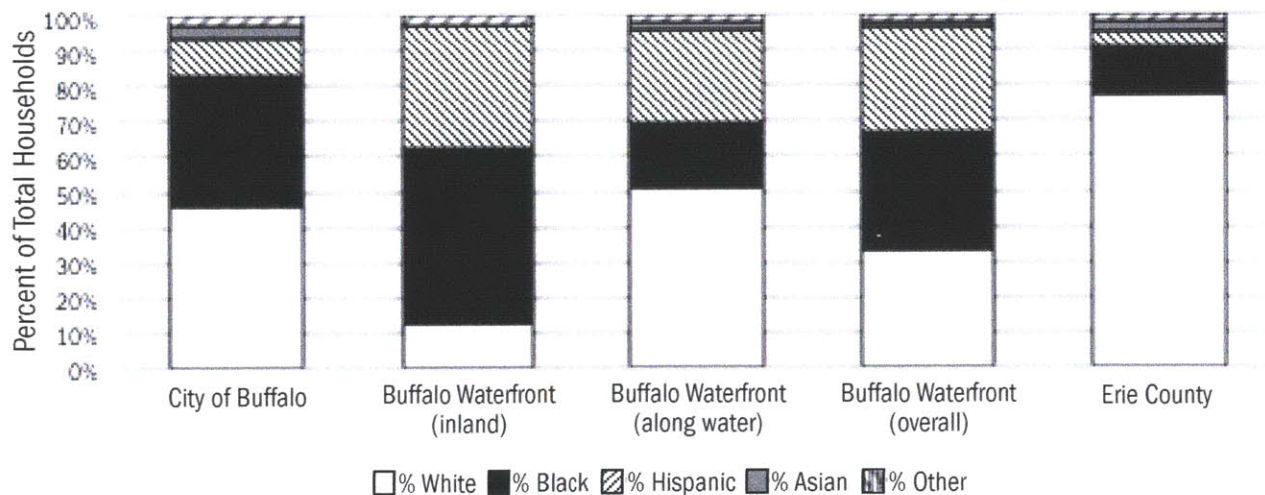 Percent of Total Households
100%
90%
80%
70%
60%
50%
40%
30%
20%
10%
0%
City of Buffalo
Buffalo Waterfront
(inland)
Buffalo Waterfront
(along water)
Buffalo Waterfront
(overall)
Erie County
% White % Black % Hispanic % Asian % Other